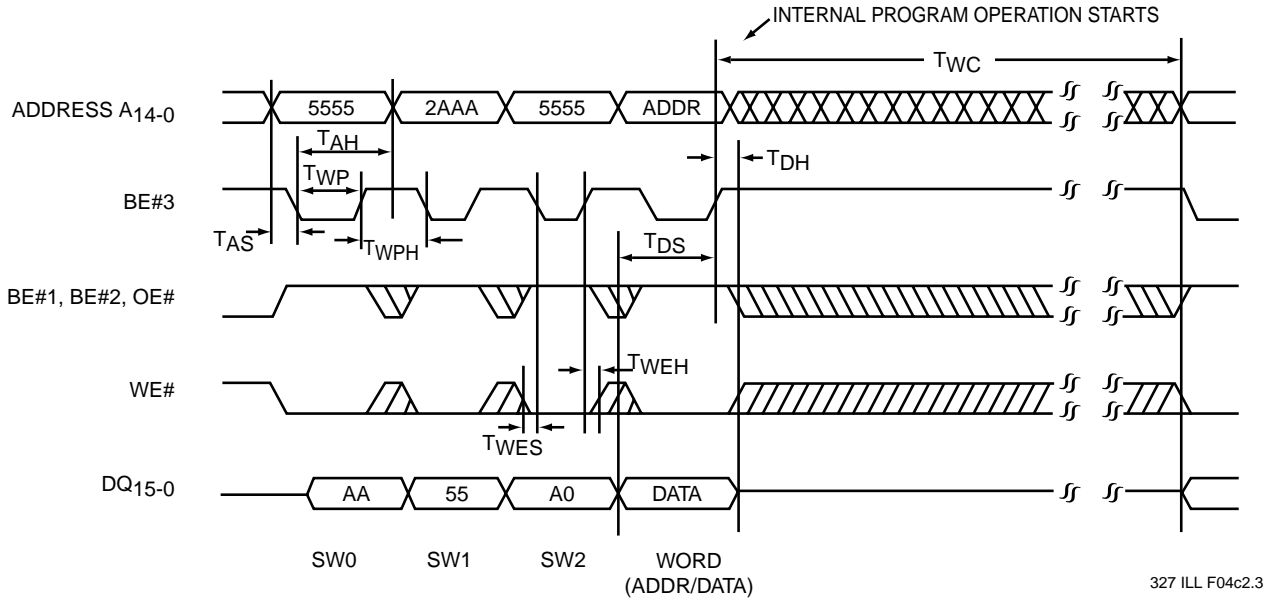 INTERNAL PROGRAM OPERATION STARTS
TWC
ADDRESS A14-0
5555
2AAA
5555
ADDR
TAH
TDH
TWP
BE#3
TAS
TWPH
TDS
BE#1, BE#2, OE#
TWEH
WE#
TWES
DQ15-0
AA
55
A0
DATA
SW0
SW1
SW2
WORD
(ADDR/DATA)
327 ILL F04c2.3